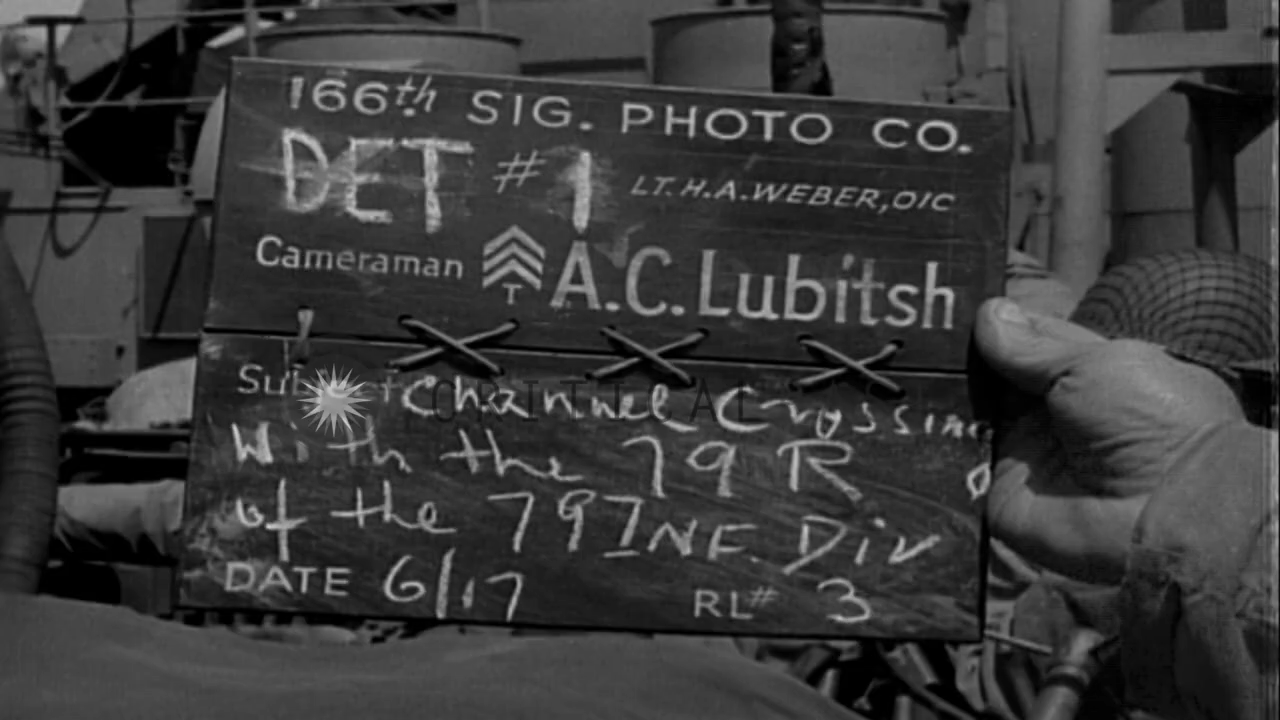 166th SIG. PHOTO CO.
DET #1 LT. H.A. WEBER, OIC
Cameraman T A.C. Lubitsh
Channel Crossing
With the 79 R
of the 79 INF. Div
DATE 6/17 RL# 3
CRITICAL